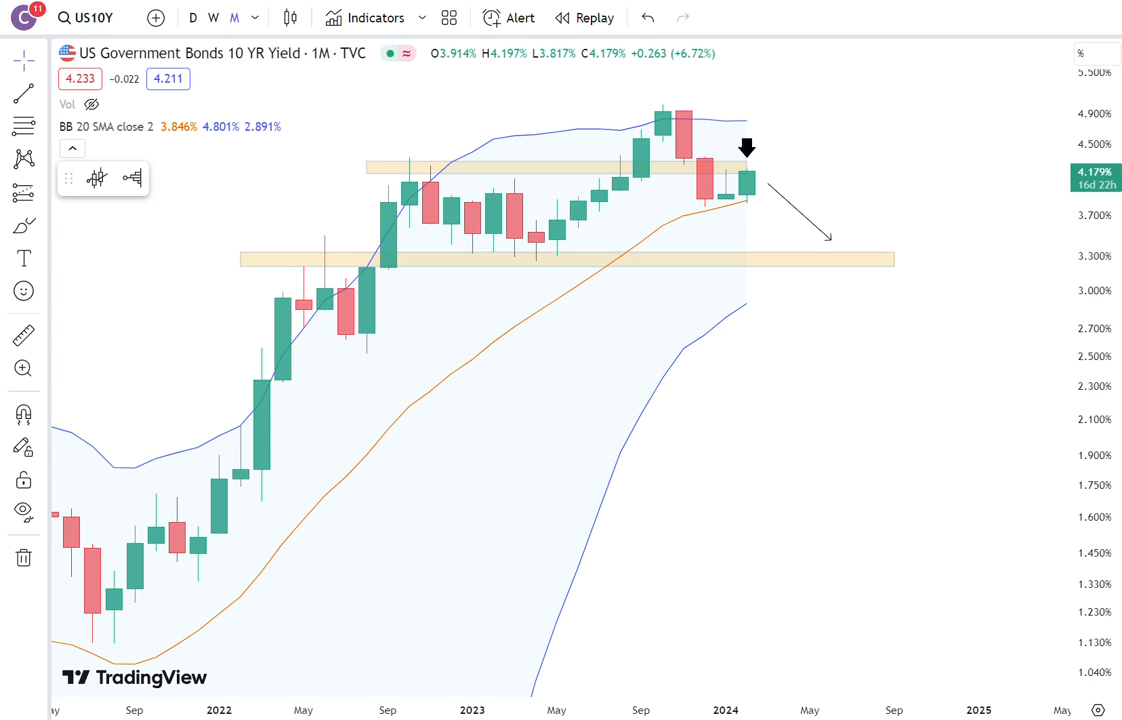 C 11 US10Y D W M Indicators Alert Replay
US Government Bonds 10 YR Yield · 1M · TVC ≈ O3.914% H4.197% L3.817% C4.179% +0.263 (+6.72%) %
4.233 -0.022 4.211
Vol
BB 20 SMA close 2 3.846% 4.801% 2.891%
5.500%
4.900%
4.500%
4.179%
16d 22h
3.700%
3.300%
3.000%
2.700%
2.500%
2.300%
2.100%
1.900%
1.750%
1.600%
1.450%
1.330%
1.230%
1.130%
1.040%
T
TradingView
ay Sep 2022 May Sep 2023 May Sep 2024 May Sep 2025 May